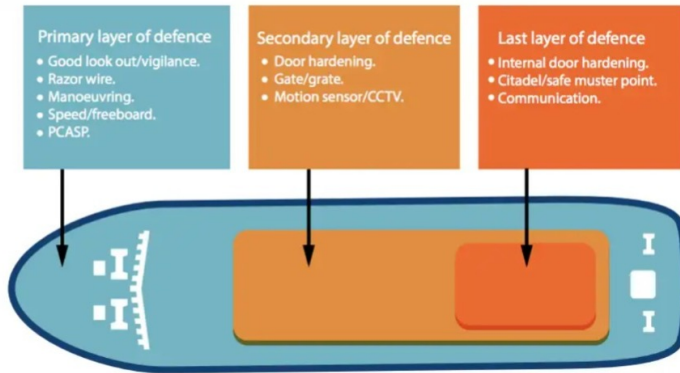 Primary layer of defence
• Good look out/vigilance.
• Razor wire.
• Manoeuvring.
• Speed/freeboard.
• PCASP.
Secondary layer of defence
• Door hardening.
• Gate/grate.
• Motion sensor/CCTV.
Last layer of defence
• Internal door hardening.
• Citadel/safe muster point.
• Communication.